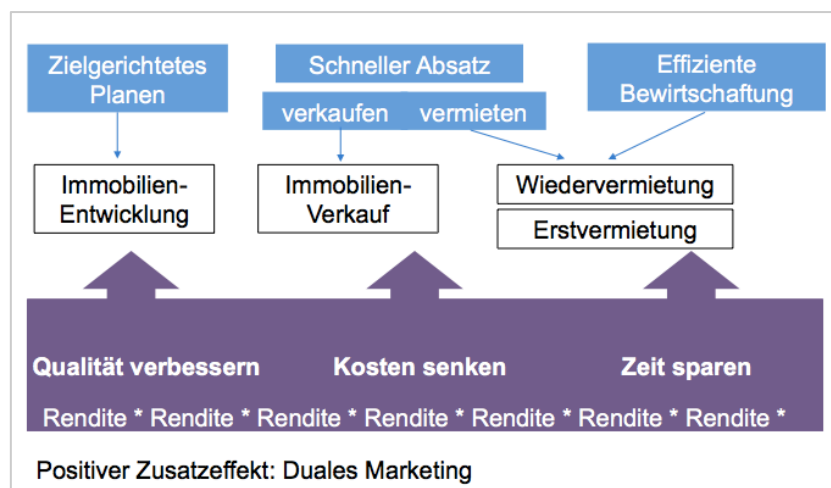 Zielgerichtetes
Planen
Schneller Absatz
verkaufen vermieten
Effiziente
Bewirtschaftung
Immobilien-
Entwicklung
Immobilien-
Verkauf
Wiedervermietung
Erstvermietung
Qualität verbessern Kosten senken Zeit sparen
Rendite * Rendite * Rendite * Rendite * Rendite * Rendite * Rendite *
Positiver Zusatzeffekt: Duales Marketing